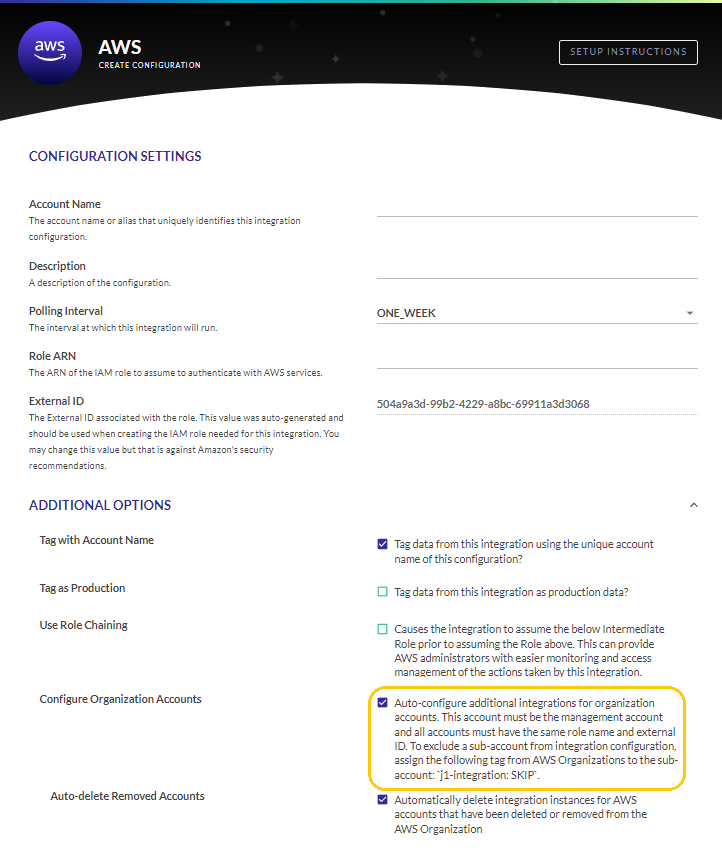 aws
AWS
CREATE CONFIGURATION
SETUP INSTRUCTIONS
CONFIGURATION SETTINGS
Account Name
The account name or alias that uniquely identifies this integration
configuration.
Description
A description of the configuration.
Polling Interval
The interval at which this integration will run.
ONE_WEEK
Role ARN
The ARN of the IAM role to assume to authenticate with AWS services.
External ID
The External ID associated with the role. This value was auto-generated and
should be used when creating the IAM role needed for this integration. You
may change this value but that is against Amazon's security
recommendations.
504a9a3d-99b2-4229-a8bc-69911a3d3068
ADDITIONAL OPTIONS
Tag with Account Name
Tag data from this integration using the unique account
name of this configuration?
Tag as Production
Tag data from this integration as production data?
Use Role Chaining
Causes the integration to assume the below Intermediate
Role prior to assuming the Role above. This can provide
AWS administrators with easier monitoring and access
management of the actions taken by this integration.
Configure Organization Accounts
Auto-configure additional integrations for organization
accounts. This account must be the management account
and all accounts must have the same role name and external
ID. To exclude a sub-account from integration configuration,
assign the following tag from AWS Organizations to the sub-
account: `j1-integration: SKIP`.
Auto-delete Removed Accounts
Automatically delete integration instances for AWS
accounts that have been deleted or removed from the
AWS Organization